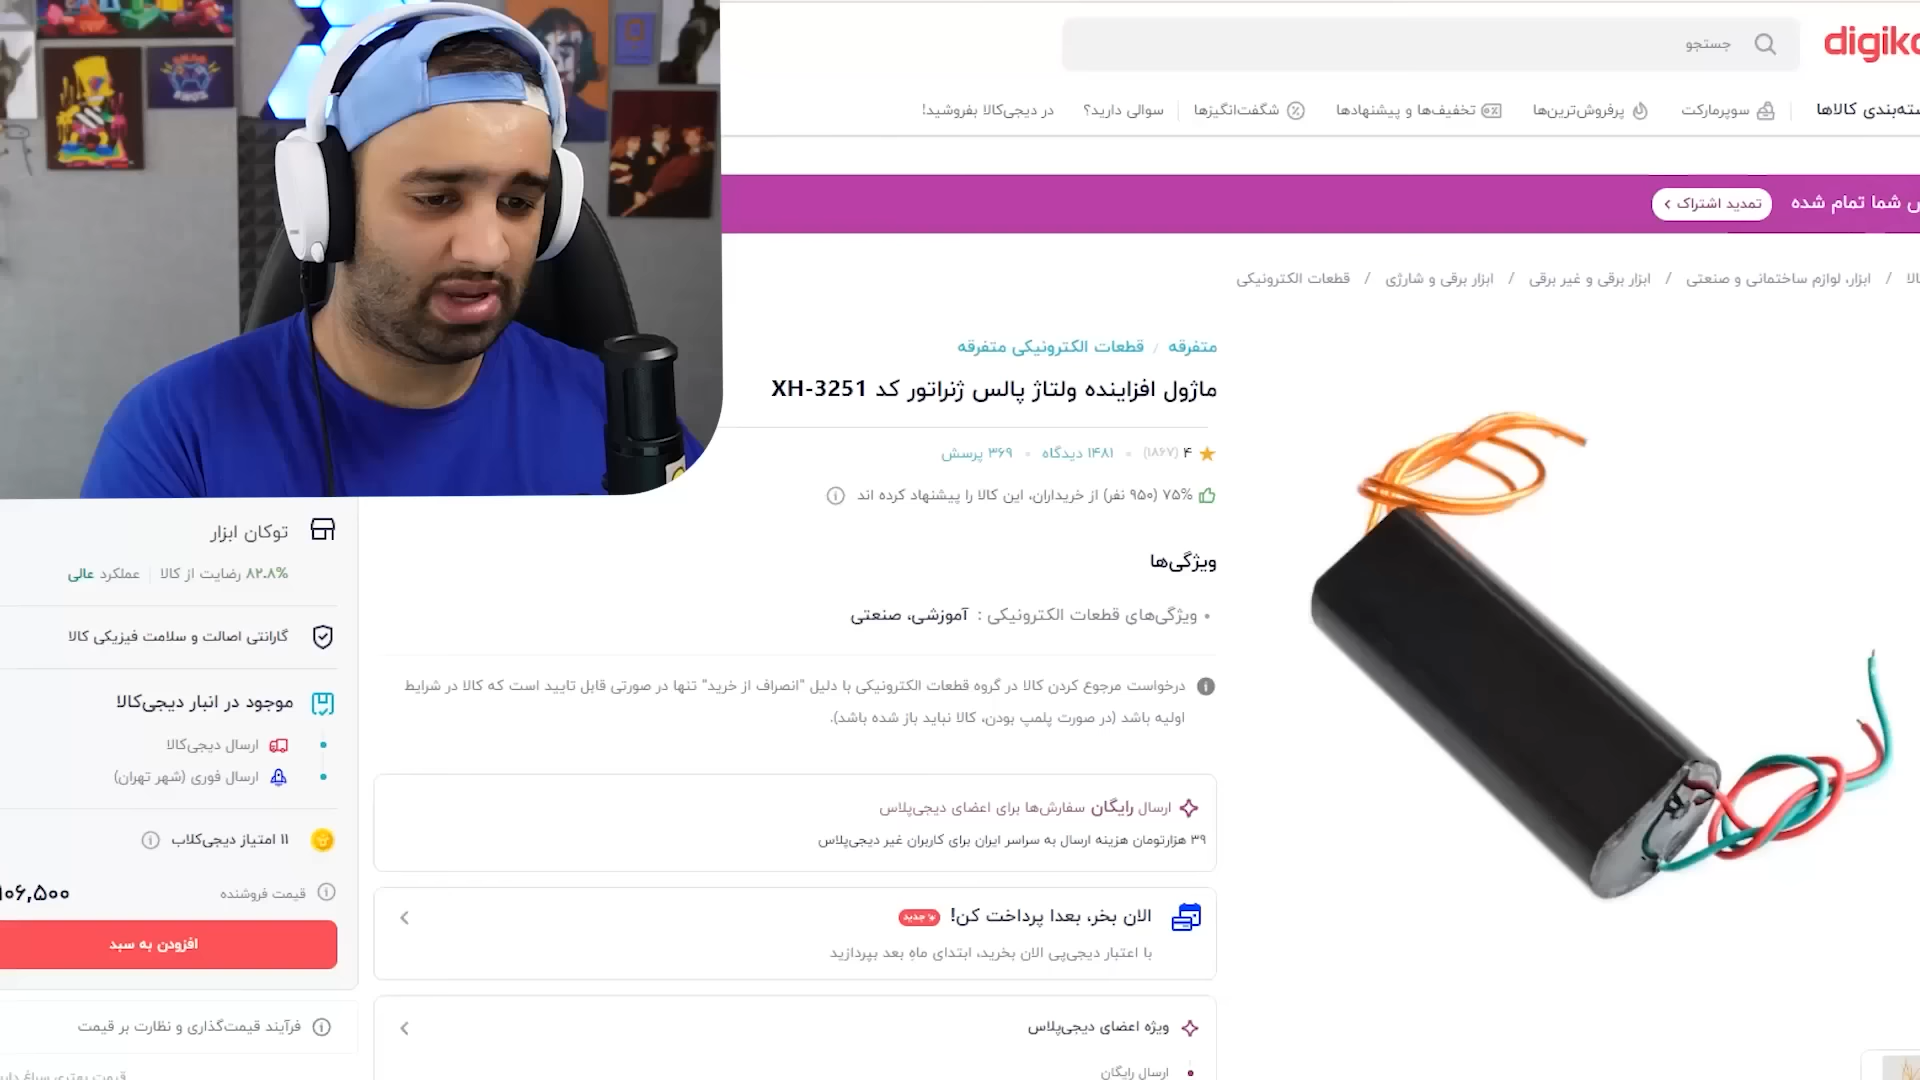 digika
جستجو
سته‌بندی کالاها
سوپرمارکت
پرفروش‌ترین‌ها
تخفیف‌ها و پیشنهادها
شگفت‌انگیزها
سوالی دارید؟
در دیجی‌کالا بفروشید!
ش شما تمام شده
تمدید اشتراک
الا / ابزار، لوازم ساختمانی و صنعتی / ابزار برقی و غیر برقی / ابزار برقی و شارژی / قطعات الکترونیکی
متفرقه / قطعات الکترونیکی متفرقه
ماژول افزاینده ولتاژ پالس ژنراتور کد XH-3251
۴ (۱۸۶۷) • ۱۴۸۱ دیدگاه • ۳۶۹ پرسش
۷۵% (۹۵۰ نفر) از خریداران، این کالا را پیشنهاد کرده اند
ویژگی‌ها
• ویژگی‌های قطعات الکترونیکی : آموزشی، صنعتی
درخواست مرجوع کردن کالا در گروه قطعات الکترونیکی با دلیل "انصراف از خرید" تنها در صورتی قابل تایید است که کالا در شرایط
اولیه باشد (در صورت پلمپ بودن، کالا نباید باز شده باشد).
ارسال رایگان سفارش‌ها برای اعضای دیجی‌پلاس
۳۹ هزارتومان هزینه ارسال به سراسر ایران برای کاربران غیر دیجی‌پلاس
الان بخر، بعدا پرداخت کن! جدید
با اعتبار دیجی‌پی الان بخرید، ابتدای ماه بعد بپردازید
ویژه اعضای دیجی‌پلاس
ارسال رایگان
توکان ابزار
۸۲.۸% رضایت از کالا | عملکرد عالی
گارانتی اصالت و سلامت فیزیکی کالا
موجود در انبار دیجی‌کالا
ارسال دیجی‌کالا
ارسال فوری (شهر تهران)
۱۱ امتیاز دیجی‌کلاب
قیمت فروشنده
۱۰۶,۵۰۰
افزودن به سبد
فرآیند قیمت‌گذاری و نظارت بر قیمت